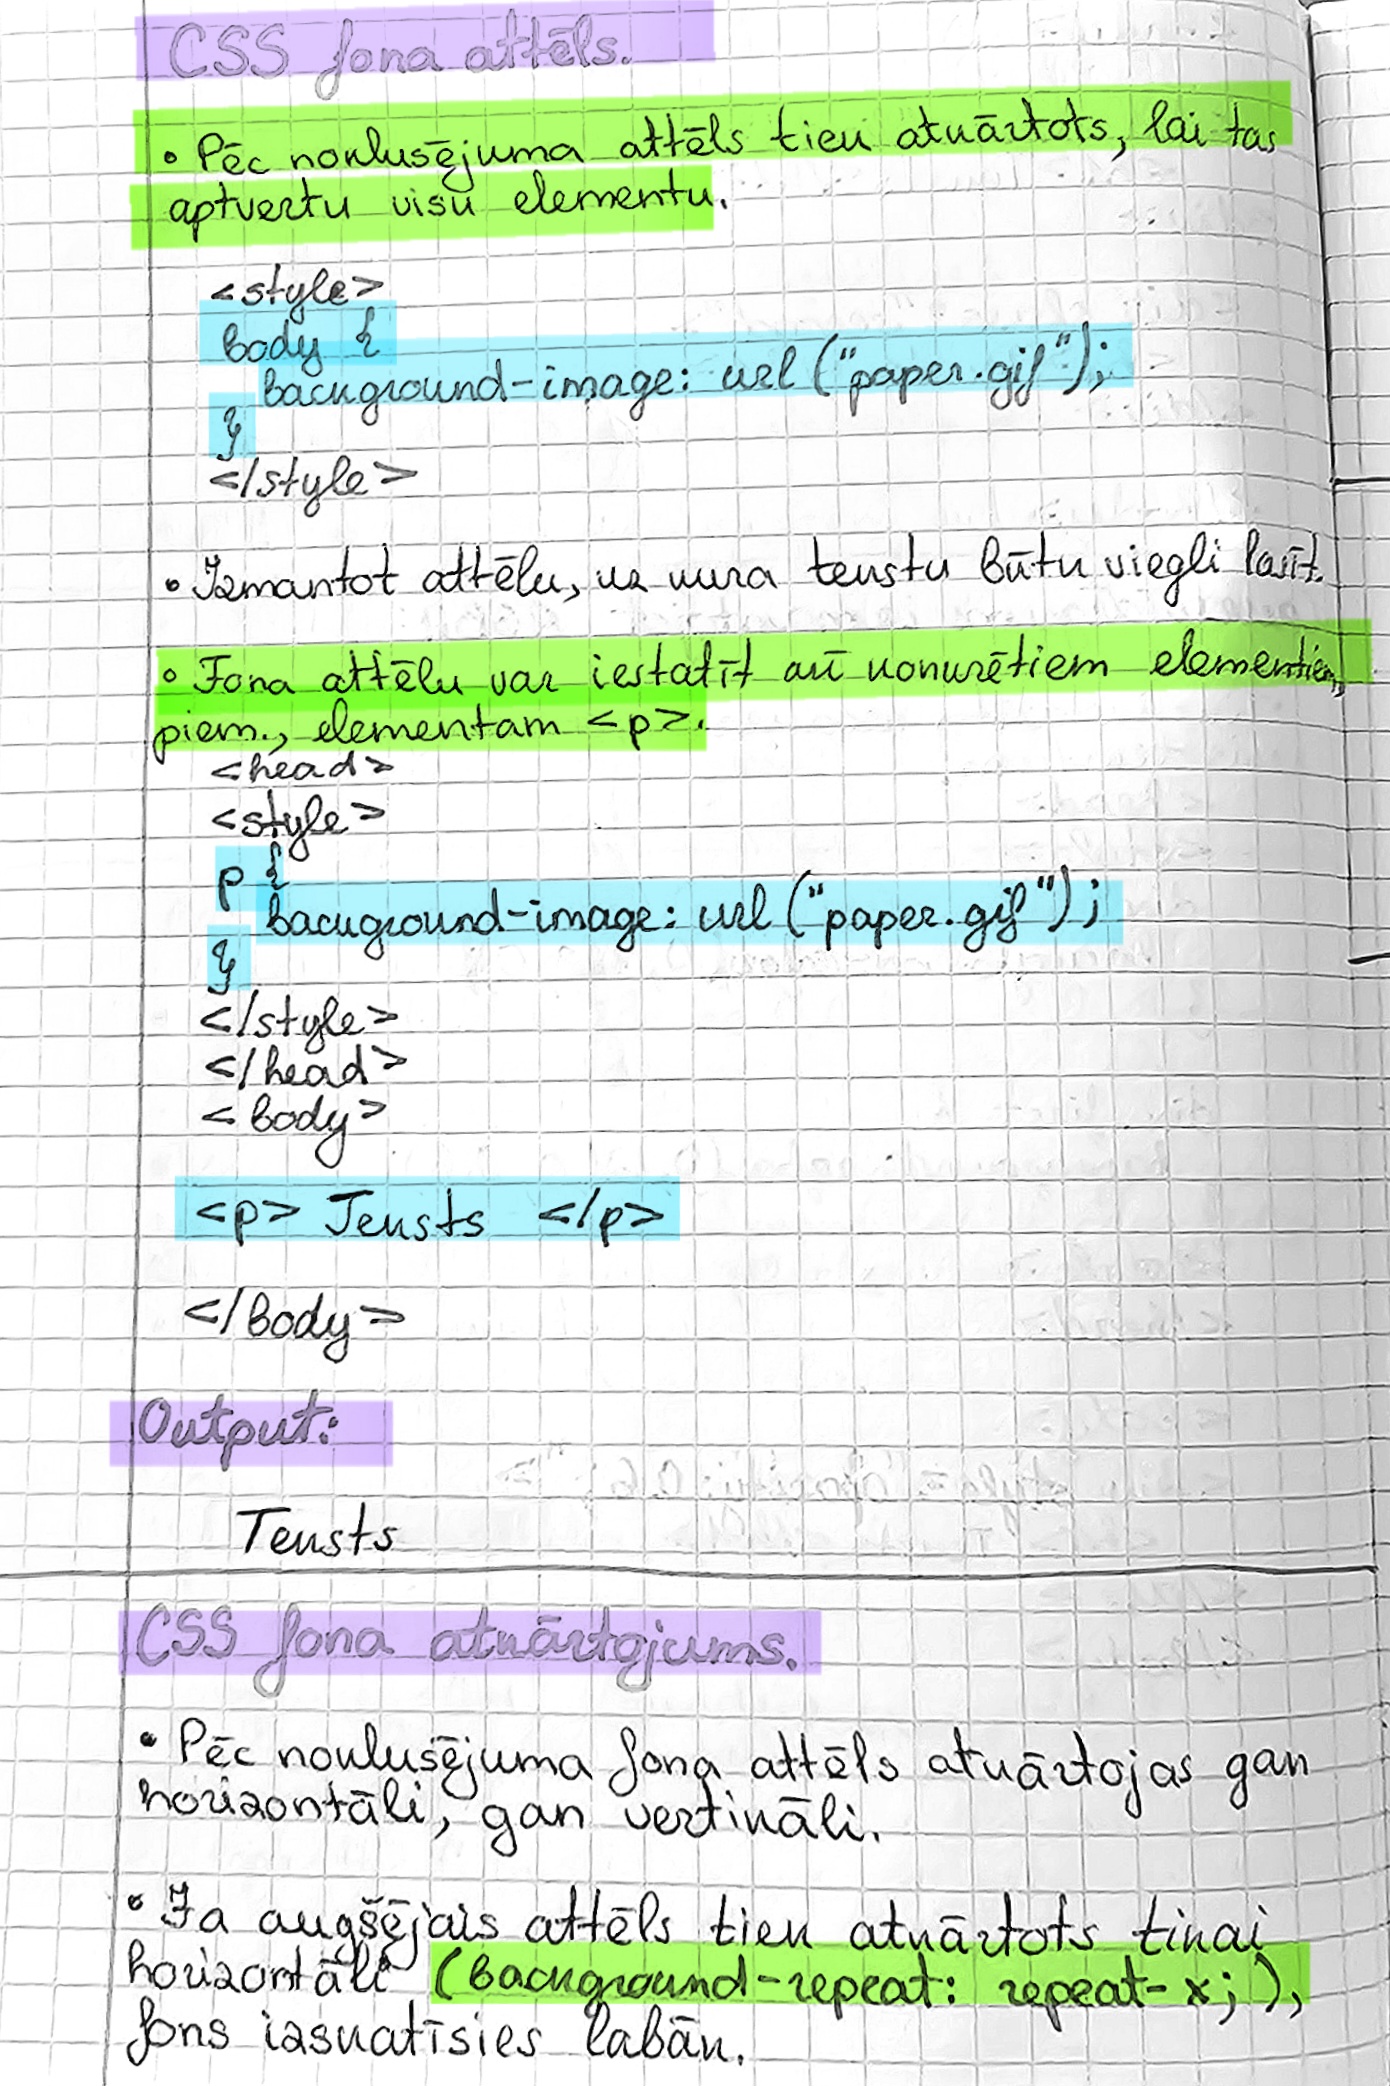 CSS fona attēls.
• Pēc noklusējuma attēls tiek atkārtots, lai tas
aptvertu visu elementu.
<style>
body {
background-image: url ("paper.gif");
}
</style>
• Izmantot attēlu, uz kura tekstu būtu viegli lasīt.
• Fona attēlu var iestatīt arī konkrētiem elementiem,
piem., elementam <p>.
<head>
<style>
p {
background-image: url ("paper.gif");
}
</style>
</head>
<body>
<p> Teksts </p>
</body>
Output:
Teksts
CSS fona atkārtojums.
• Pēc noklusējuma fona attēls atkārtojas gan
horizontāli, gan vertikāli.
• Ja augšējais attēls tiek atkārtots tikai
horizontāli (background-repeat: repeat-x;),
fons izskatīsies labāk.